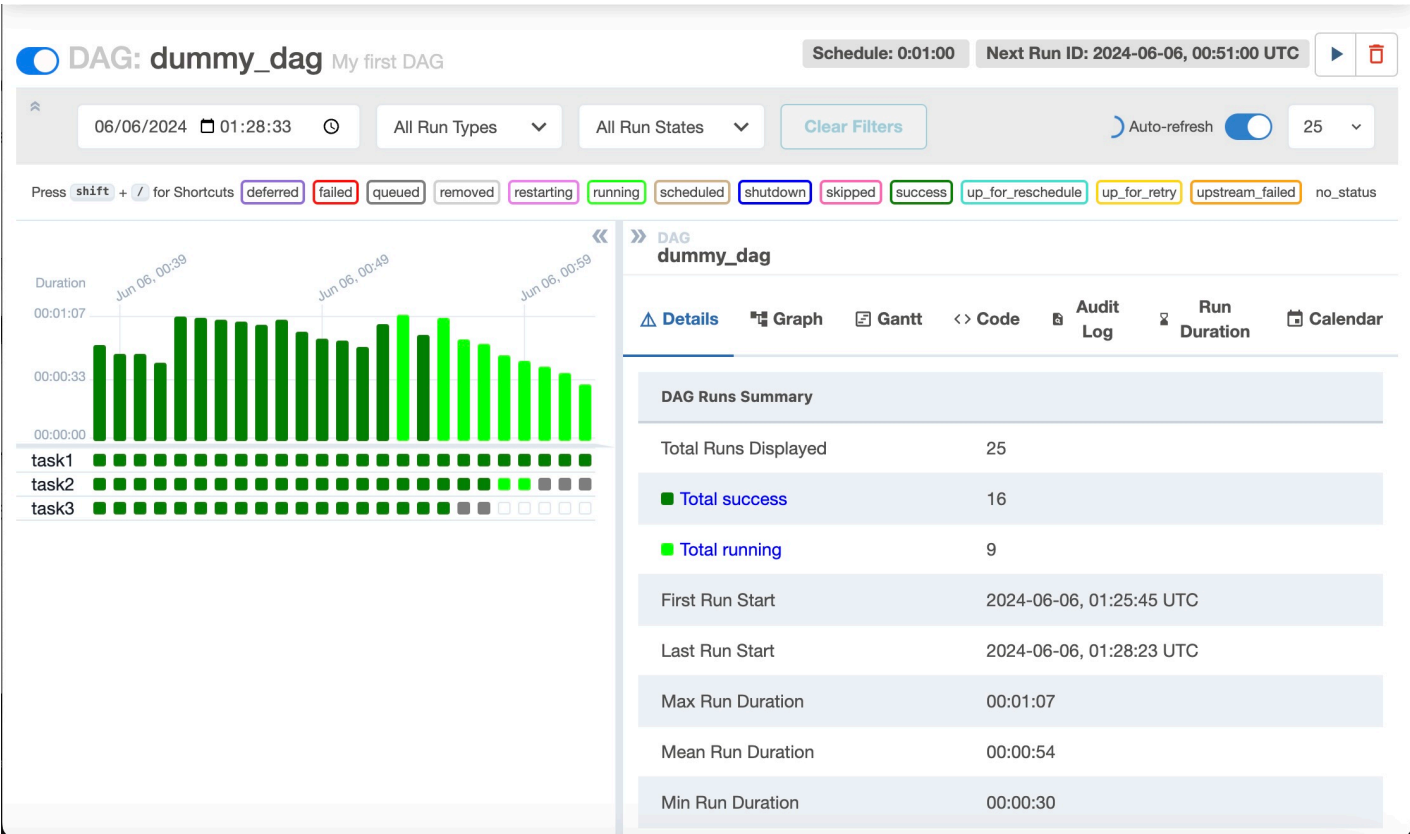 DAG: dummy_dag My first DAG
Schedule: 0:01:00
Next Run ID: 2024-06-06, 00:51:00 UTC
06/06/2024 01:28:33
All Run Types
All Run States
Clear Filters
Auto-refresh
25
Press shift + / for Shortcuts deferred failed queued removed restarting running scheduled shutdown skipped success up_for_reschedule up_for_retry upstream_failed no_status
Duration
Jun 06, 00:39
Jun 06, 00:49
Jun 06, 00:59
00:01:07
00:00:33
00:00:00
task1
task2
task3
DAG
dummy_dag
Details
Graph
Gantt
<> Code
Audit
Log
Run
Duration
Calendar
DAG Runs Summary
Total Runs Displayed 25
Total success 16
Total running 9
First Run Start 2024-06-06, 01:25:45 UTC
Last Run Start 2024-06-06, 01:28:23 UTC
Max Run Duration 00:01:07
Mean Run Duration 00:00:54
Min Run Duration 00:00:30